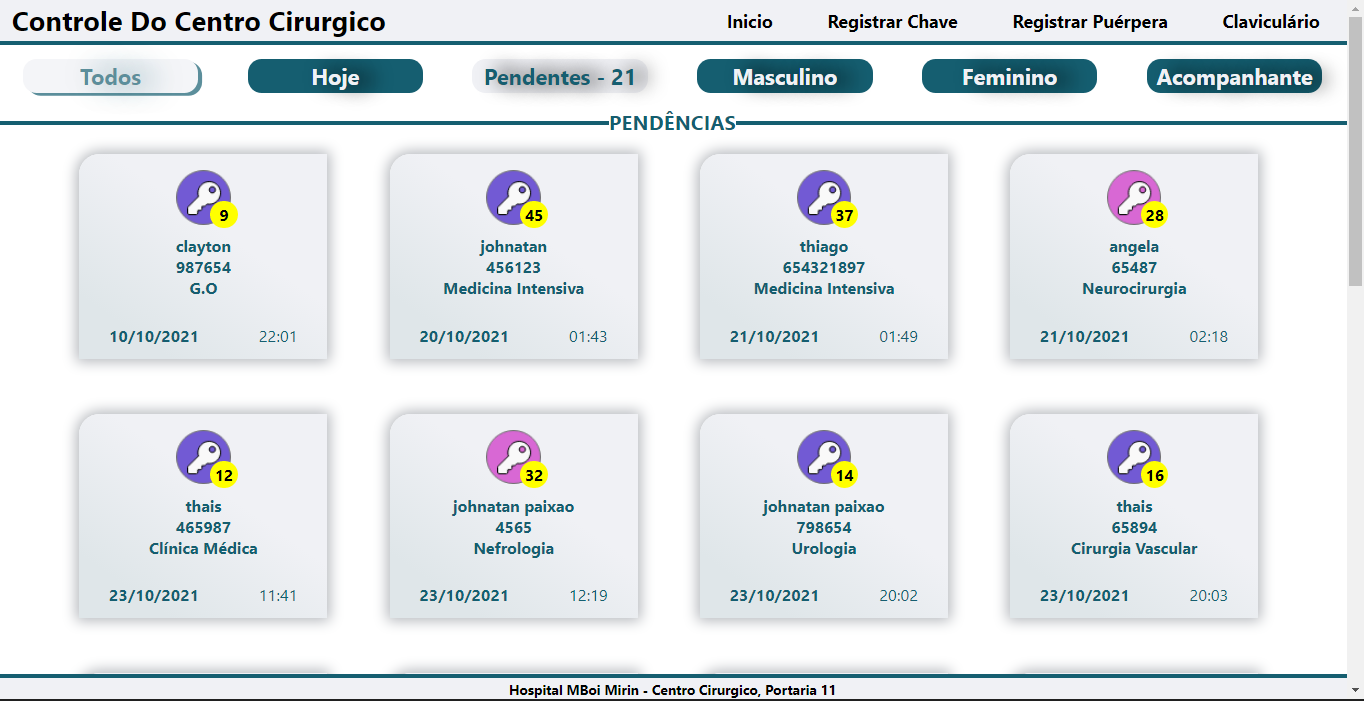 Controle Do Centro Cirurgico
Inicio
Registrar Chave
Registrar Puérpera
Claviculário
Todos
Hoje
Pendentes - 21
Masculino
Feminino
Acompanhante
PENDÊNCIAS
9
clayton
987654
G.O
10/10/2021 22:01
45
johnatan
456123
Medicina Intensiva
20/10/2021 01:43
37
thiago
654321897
Medicina Intensiva
21/10/2021 01:49
28
angela
65487
Neurocirurgia
21/10/2021 02:18
12
thais
465987
Clínica Médica
23/10/2021 11:41
32
johnatan paixao
4565
Nefrologia
23/10/2021 12:19
14
johnatan paixao
798654
Urologia
23/10/2021 20:02
16
thais
65894
Cirurgia Vascular
23/10/2021 20:03
Hospital MBoi Mirin - Centro Cirurgico, Portaria 11